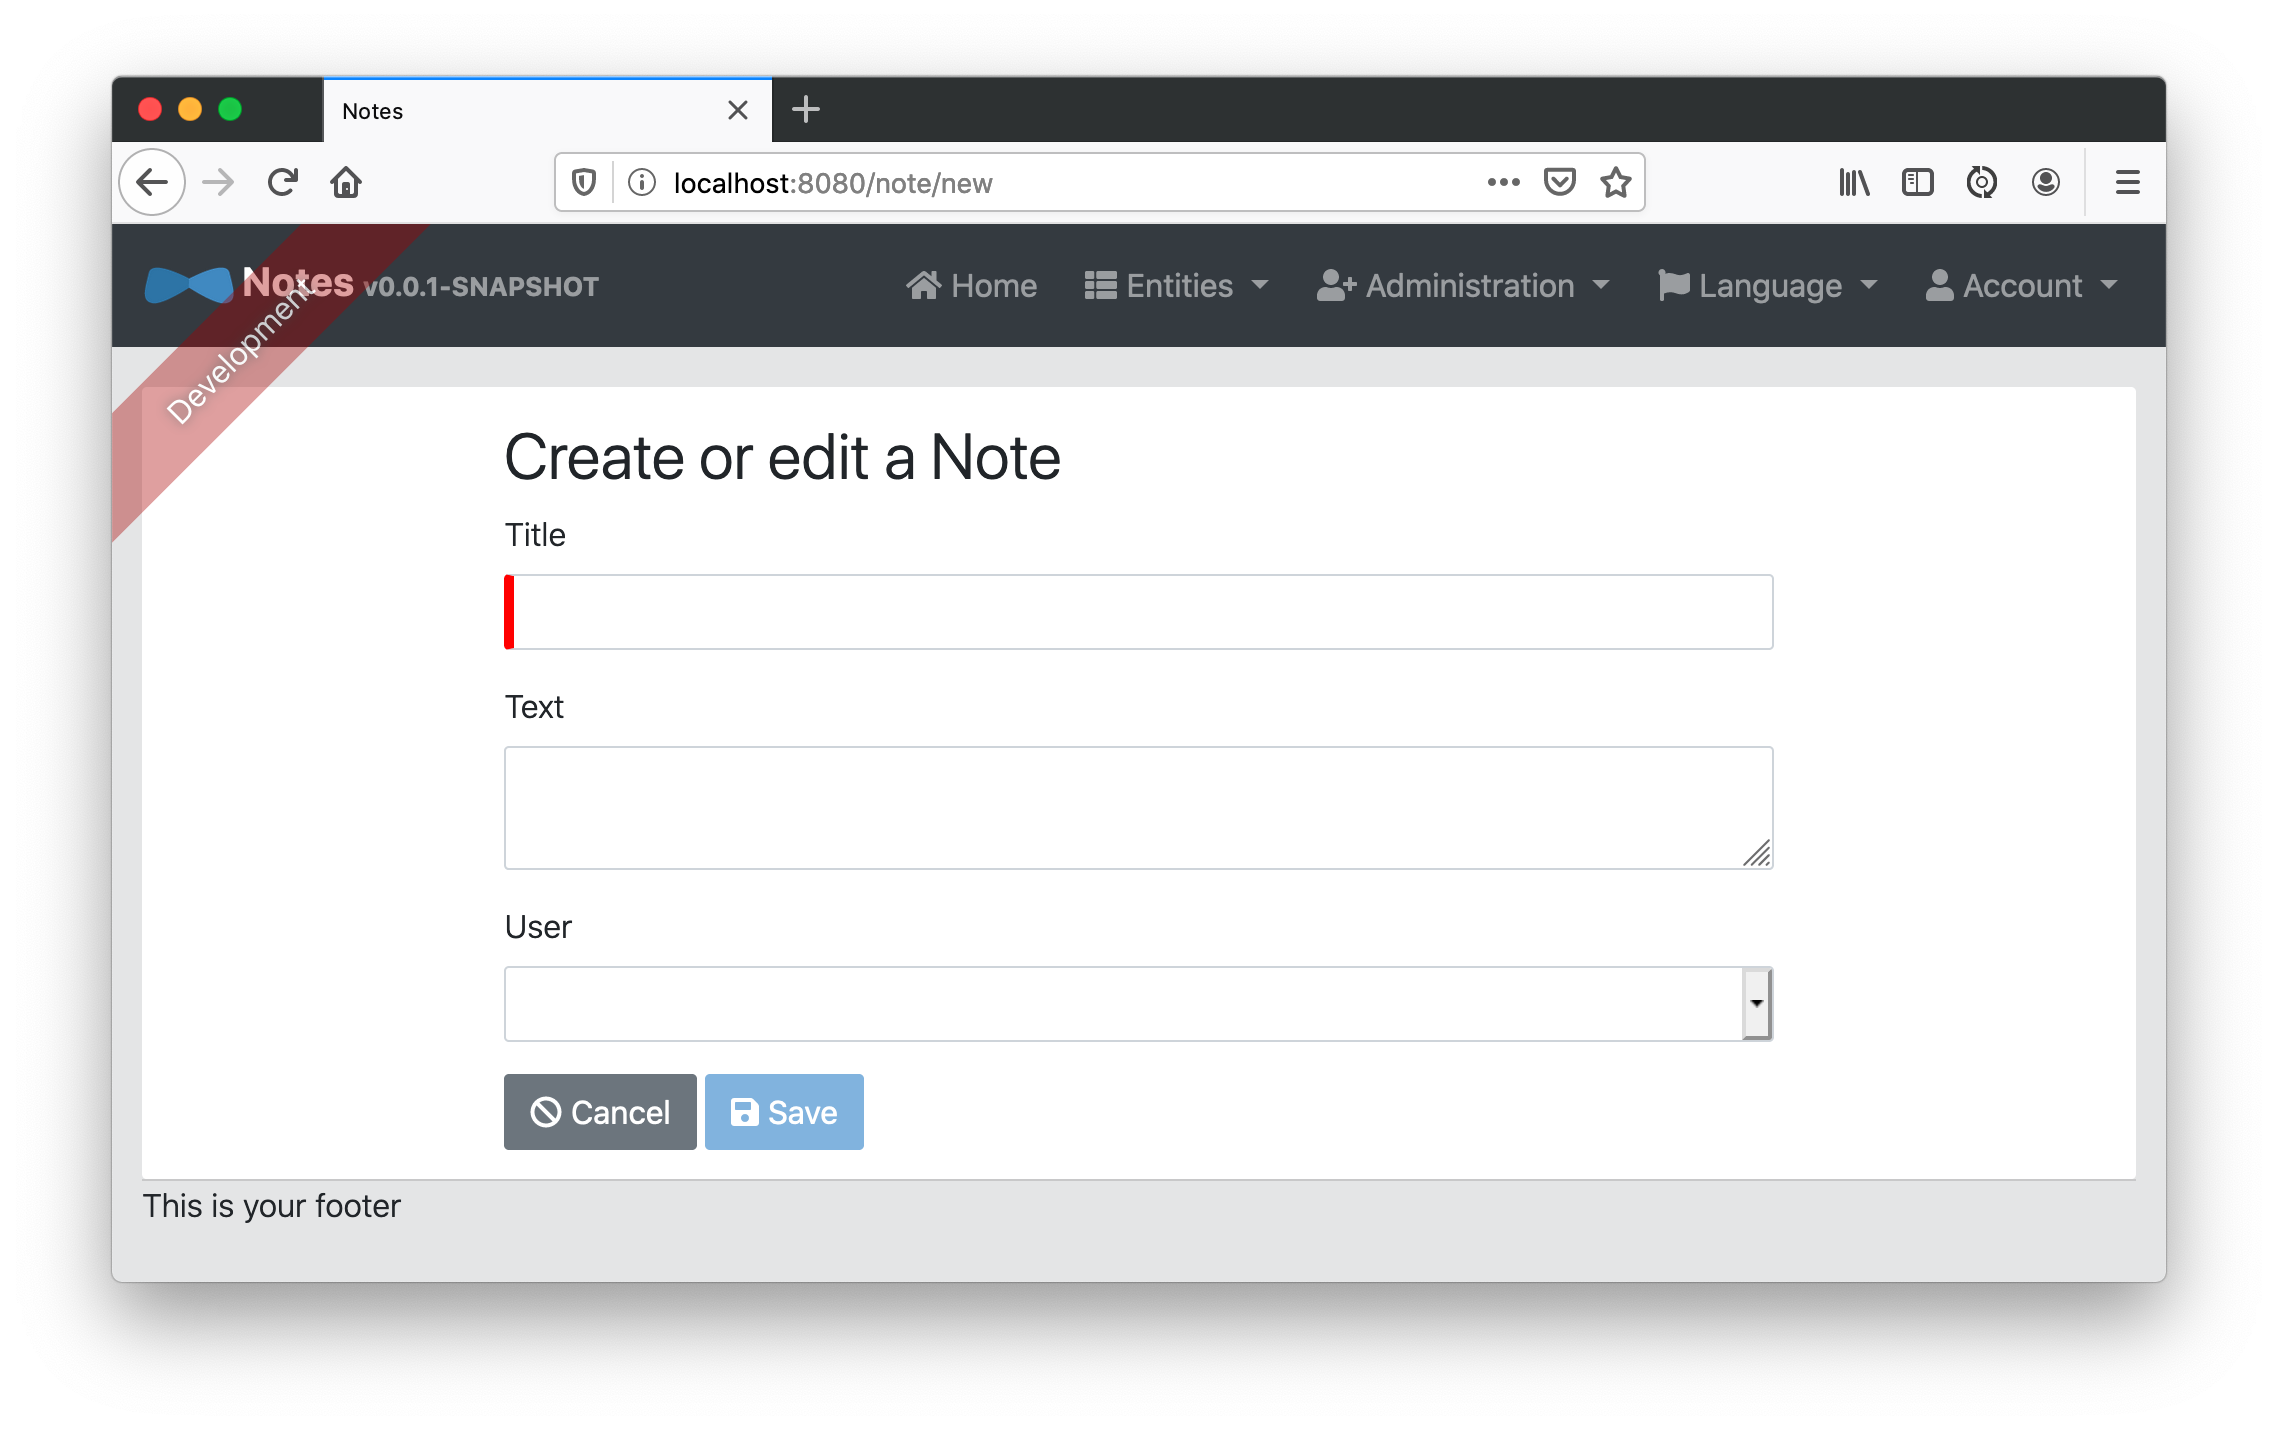 Notes
localhost:8080/note/new
Notes v0.0.1-SNAPSHOT
Home Entities Administration Language Account
Development
Create or edit a Note
Title
Text
User
Cancel Save
This is your footer